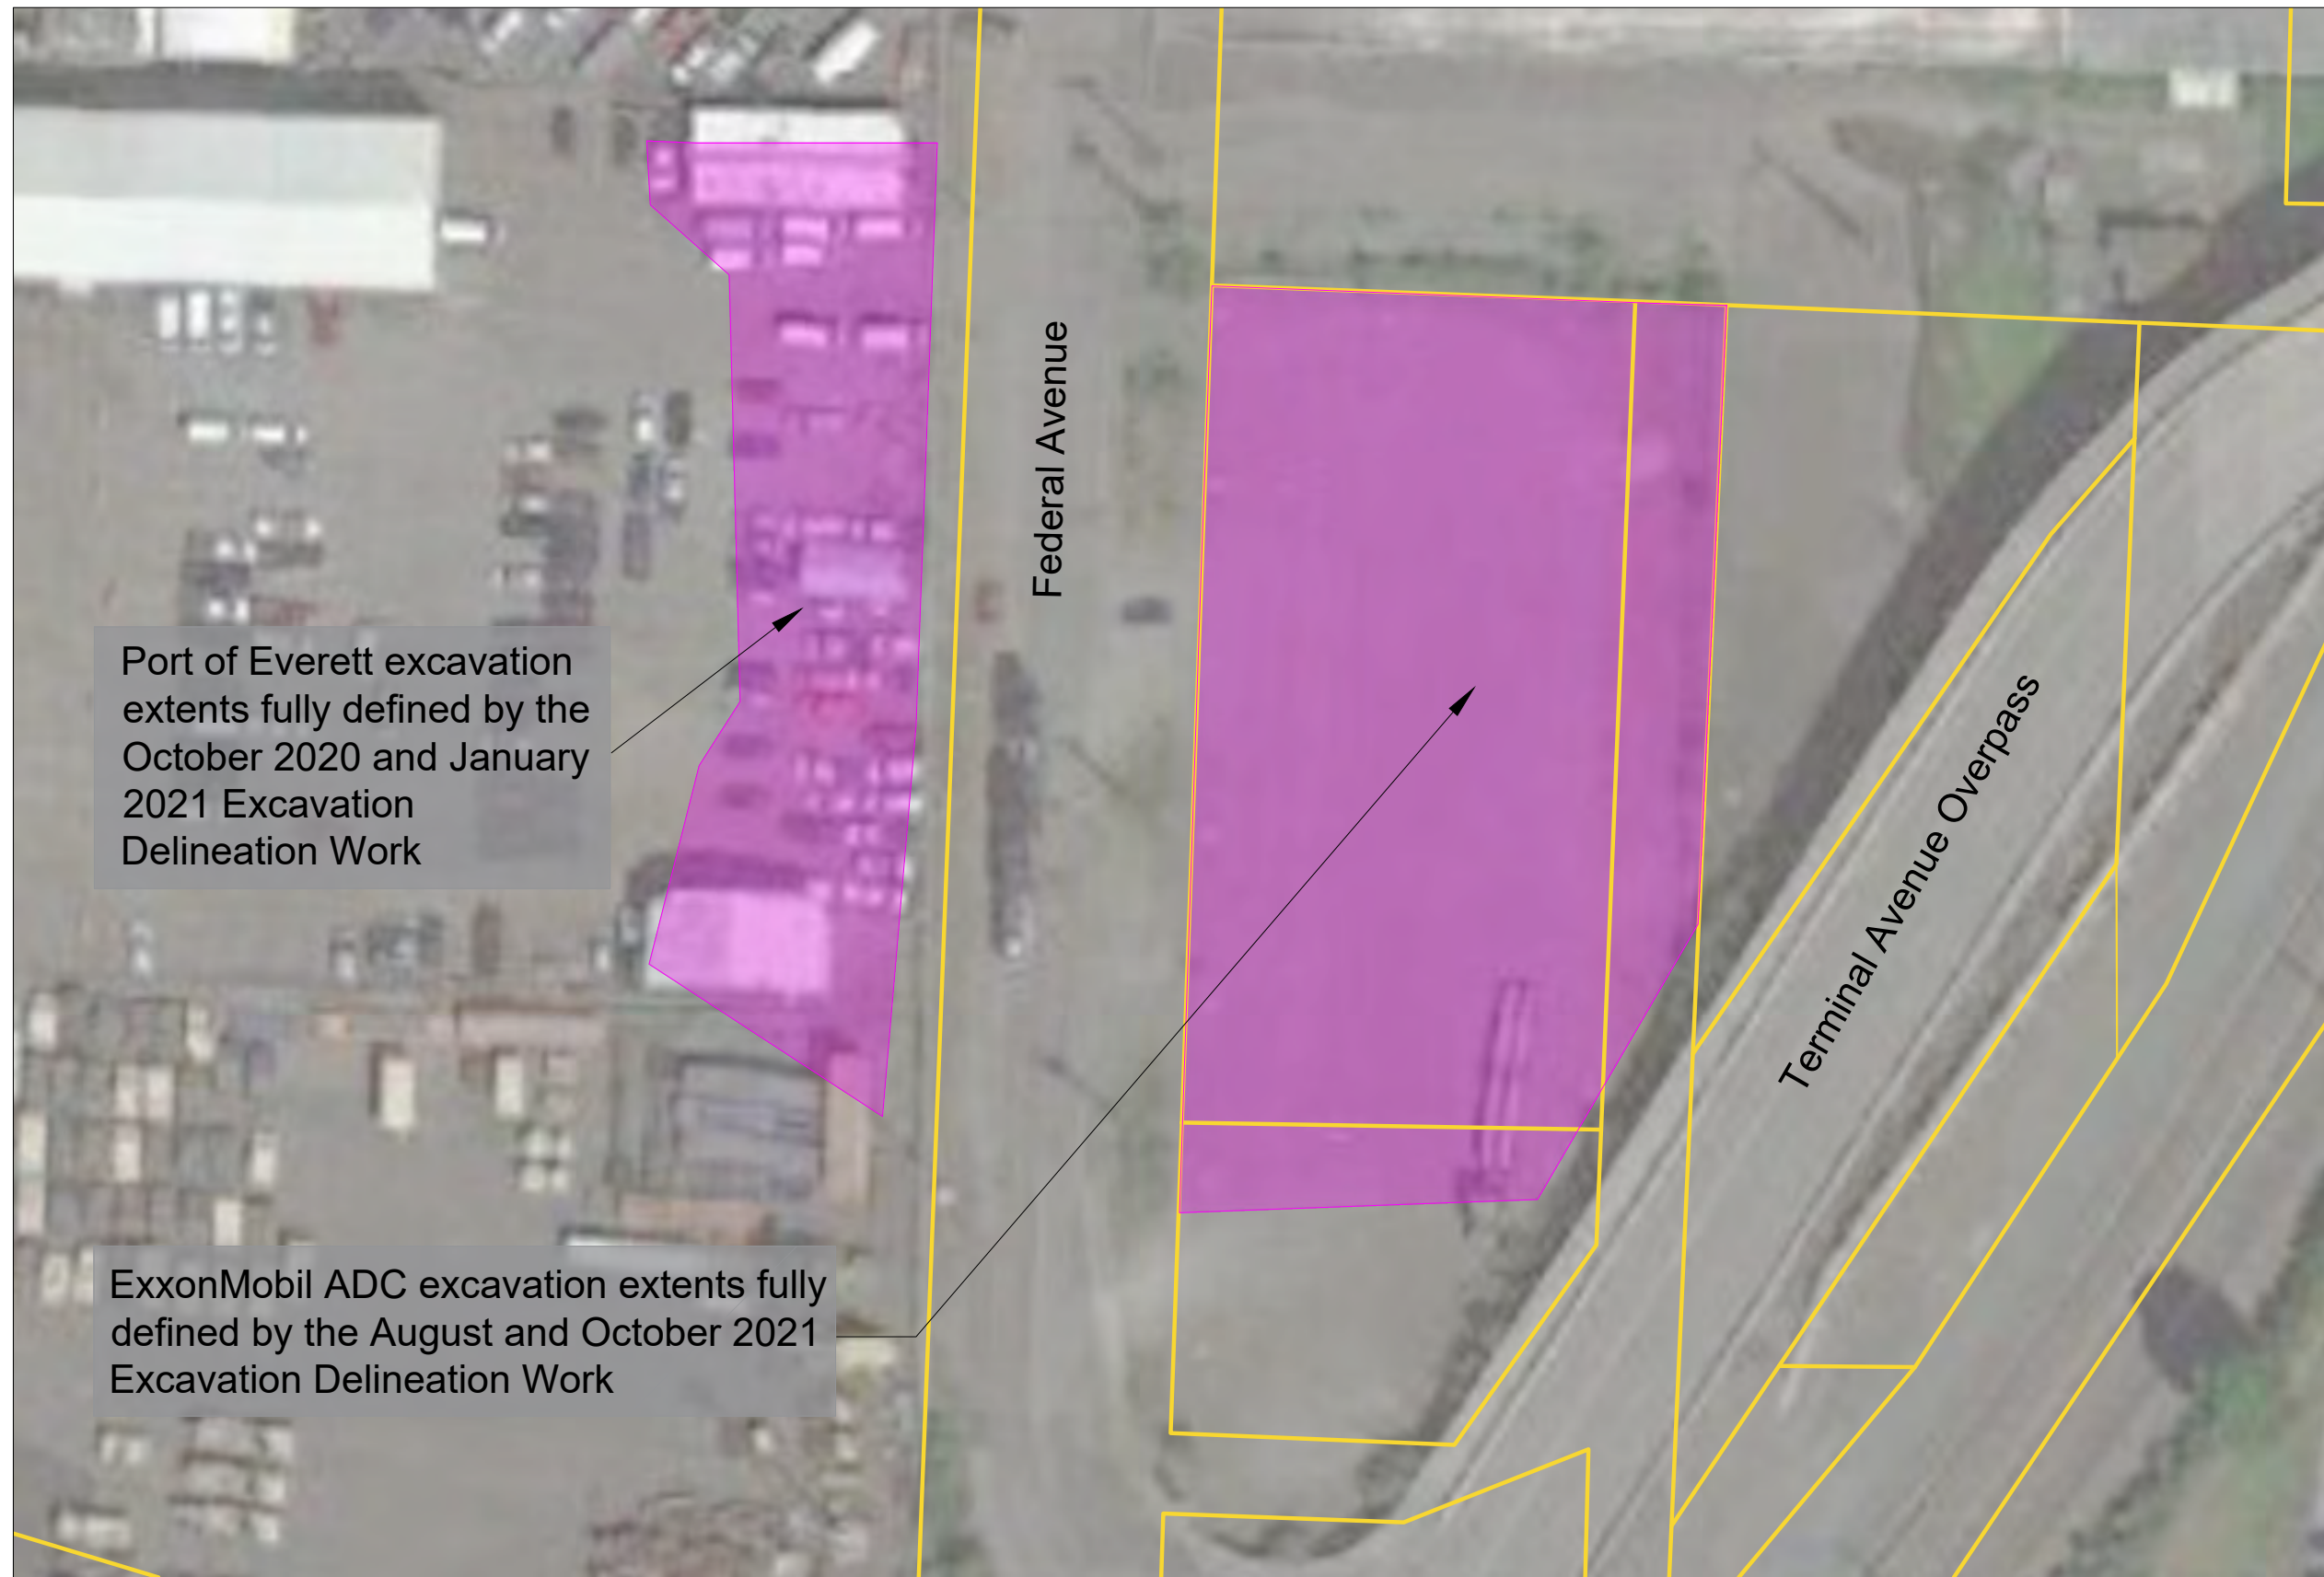 Federal Avenue
Port of Everett excavation
extents fully defined by the
October 2020 and January
2021 Excavation
Delineation Work
Terminal Avenue Overpass
ExxonMobil ADC excavation extents fully
defined by the August and October 2021
Excavation Delineation Work